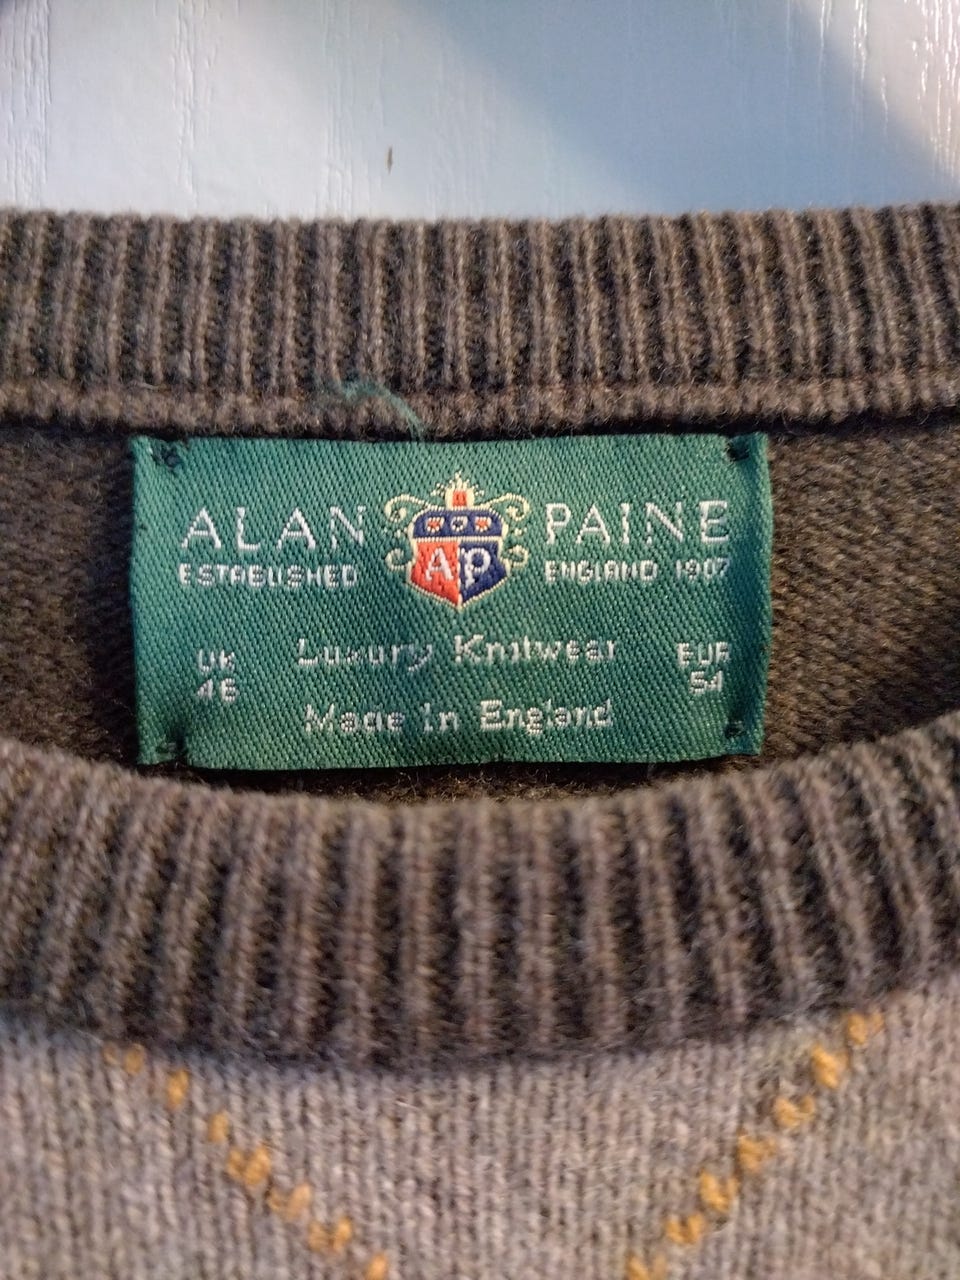 ALAN AP PAINE
ESTABLISHED ENGLAND 1907
Luxury Knitwear
UK EUR
46 54
Made in England